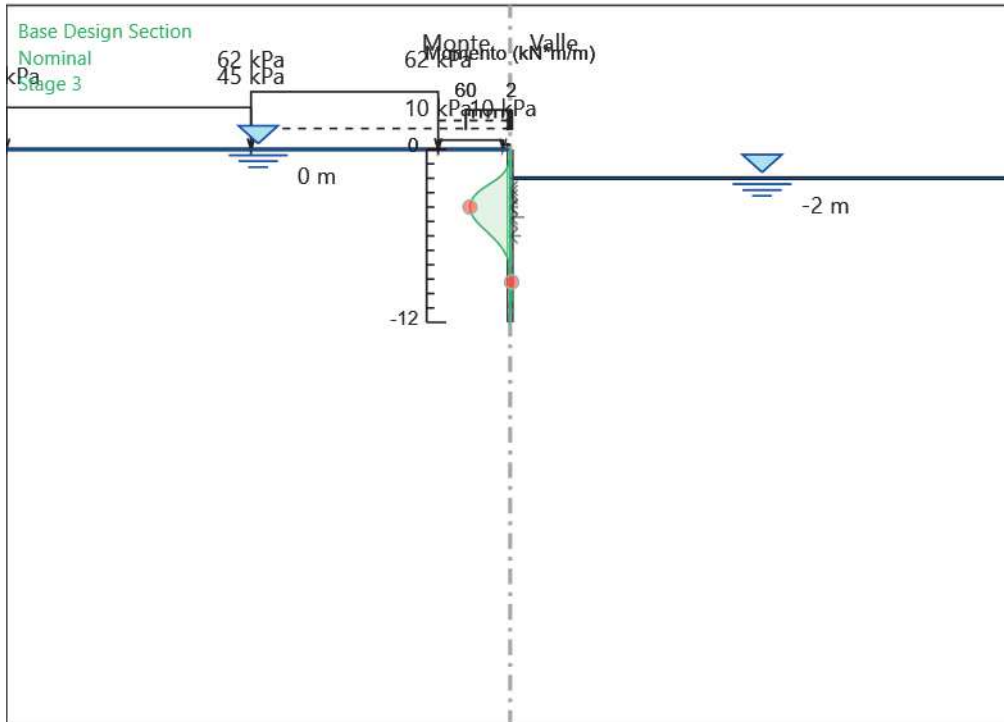 Base Design Section
Nominal
Stage 3
Monte Valle
Momento (kN*m/m)
62 kPa 62 kPa
kPa 45 kPa
60 2
10 kPa 10 kPa
0
0 m
-2 m
-12